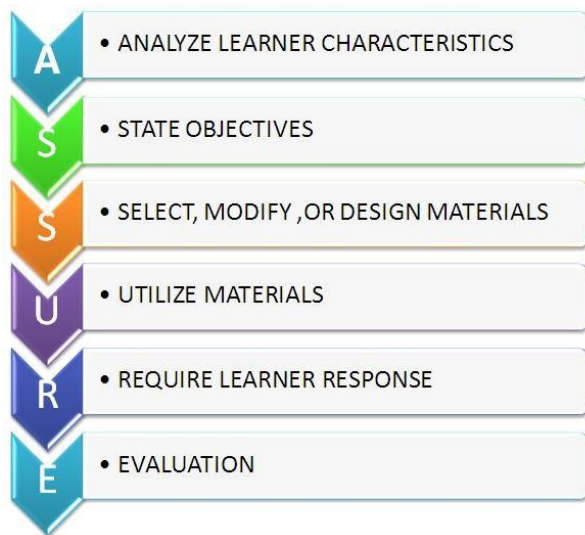 A • ANALYZE LEARNER CHARACTERISTICS
S • STATE OBJECTIVES
S • SELECT, MODIFY ,OR DESIGN MATERIALS
U • UTILIZE MATERIALS
R • REQUIRE LEARNER RESPONSE
E • EVALUATION